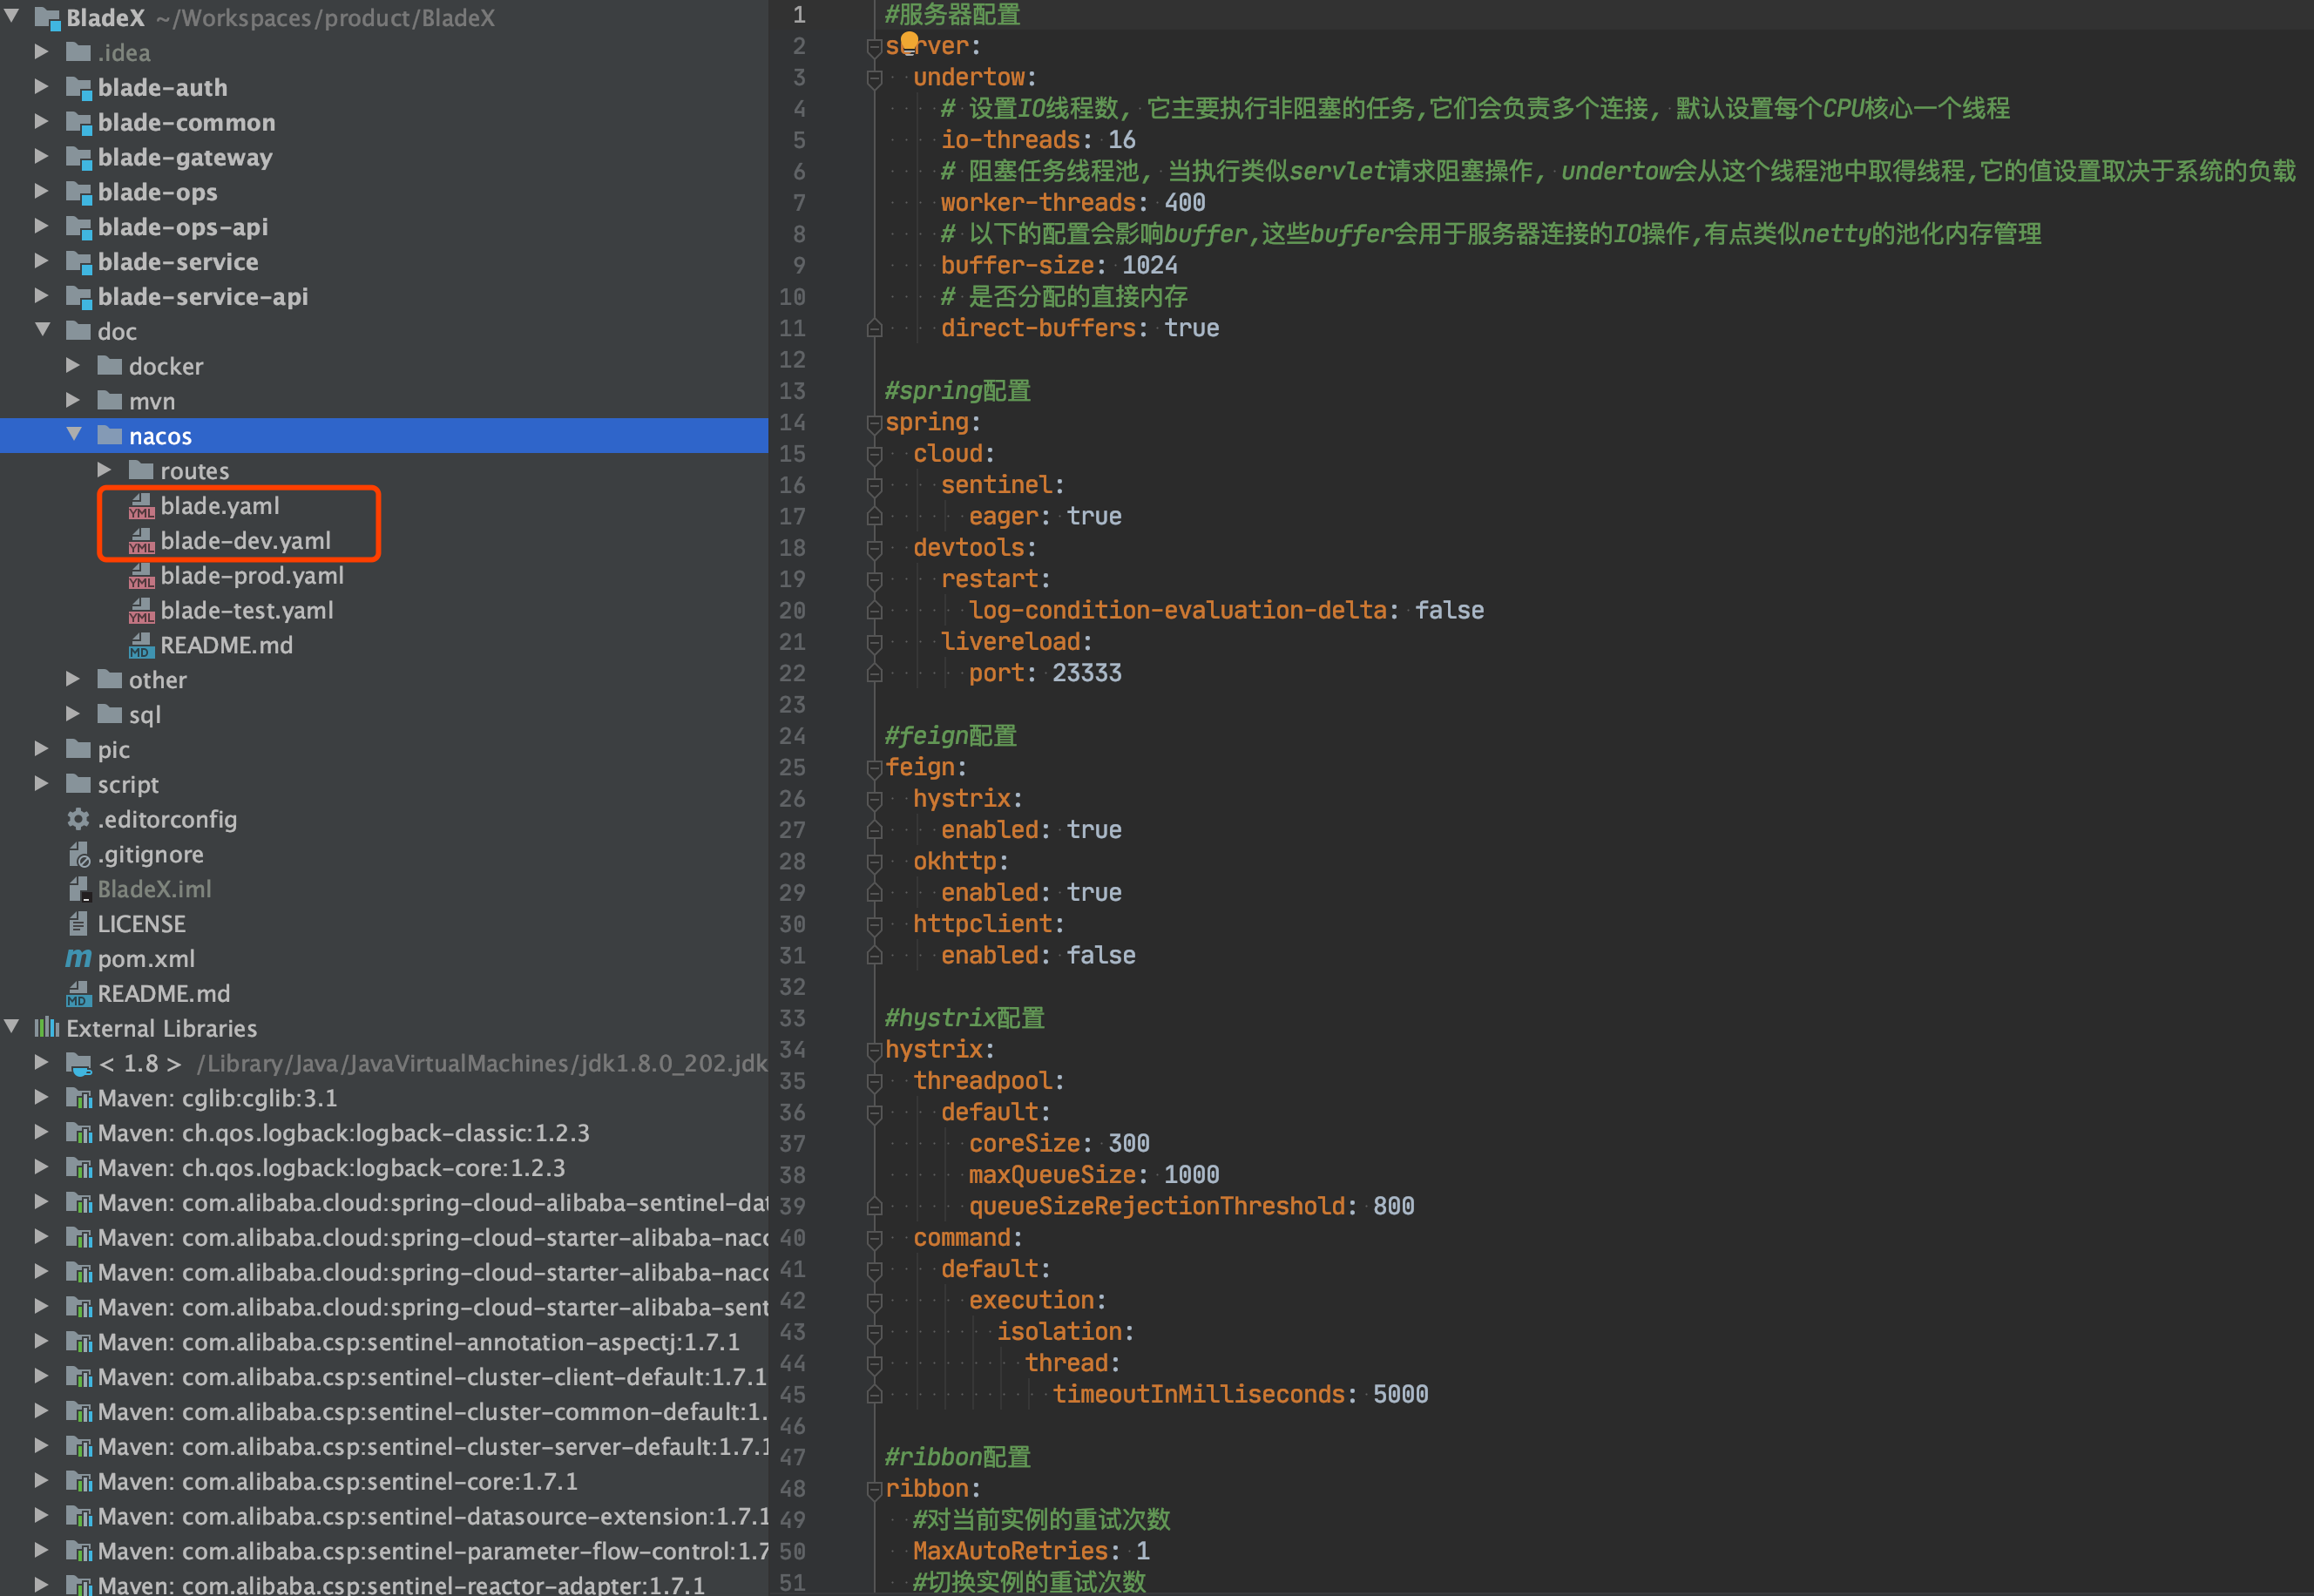 BladeX ~/Workspaces/product/BladeX
.idea
blade-auth
blade-common
blade-gateway
blade-ops
blade-ops-api
blade-service
blade-service-api
doc
docker
mvn
nacos
routes
blade.yaml
blade-dev.yaml
blade-prod.yaml
blade-test.yaml
README.md
other
sql
pic
script
.editorconfig
.gitignore
BladeX.iml
LICENSE
pom.xml
README.md
External Libraries
< 1.8 > /Library/Java/JavaVirtualMachines/jdk1.8.0_202.jdk
Maven: cglib:cglib:3.1
Maven: ch.qos.logback:logback-classic:1.2.3
Maven: ch.qos.logback:logback-core:1.2.3
Maven: com.alibaba.cloud:spring-cloud-alibaba-sentinel-dat
Maven: com.alibaba.cloud:spring-cloud-starter-alibaba-naco
Maven: com.alibaba.cloud:spring-cloud-starter-alibaba-naco
Maven: com.alibaba.cloud:spring-cloud-starter-alibaba-sent
Maven: com.alibaba.csp:sentinel-annotation-aspectj:1.7.1
Maven: com.alibaba.csp:sentinel-cluster-client-default:1.7.1
Maven: com.alibaba.csp:sentinel-cluster-common-default:1.
Maven: com.alibaba.csp:sentinel-cluster-server-default:1.7.1
Maven: com.alibaba.csp:sentinel-core:1.7.1
Maven: com.alibaba.csp:sentinel-datasource-extension:1.7.1
Maven: com.alibaba.csp:sentinel-parameter-flow-control:1.7
Maven: com.alibaba.csp:sentinel-reactor-adapter:1.7.1
1 #服务器配置
2 server:
3 undertow:
4 # 设置IO线程数, 它主要执行非阻塞的任务,它们会负责多个连接, 默认设置每个CPU核心一个线程
5 io-threads: 16
6 # 阻塞任务线程池, 当执行类似servlet请求阻塞操作, undertow会从这个线程池中取得线程,它的值设置取决于系统的负载
7 worker-threads: 400
8 # 以下的配置会影响buffer,这些buffer会用于服务器连接的IO操作,有点类似netty的池化内存管理
9 buffer-size: 1024
10 # 是否分配的直接内存
11 direct-buffers: true
12
13 #spring配置
14 spring:
15 cloud:
16 sentinel:
17 eager: true
18 devtools:
19 restart:
20 log-condition-evaluation-delta: false
21 livereload:
22 port: 23333
23
24 #feign配置
25 feign:
26 hystrix:
27 enabled: true
28 okhttp:
29 enabled: true
30 httpclient:
31 enabled: false
32
33 #hystrix配置
34 hystrix:
35 threadpool:
36 default:
37 coreSize: 300
38 maxQueueSize: 1000
39 queueSizeRejectionThreshold: 800
40 command:
41 default:
42 execution:
43 isolation:
44 thread:
45 timeoutInMilliseconds: 5000
46
47 #ribbon配置
48 ribbon:
49 #对当前实例的重试次数
50 MaxAutoRetries: 1
51 #切换实例的重试次数